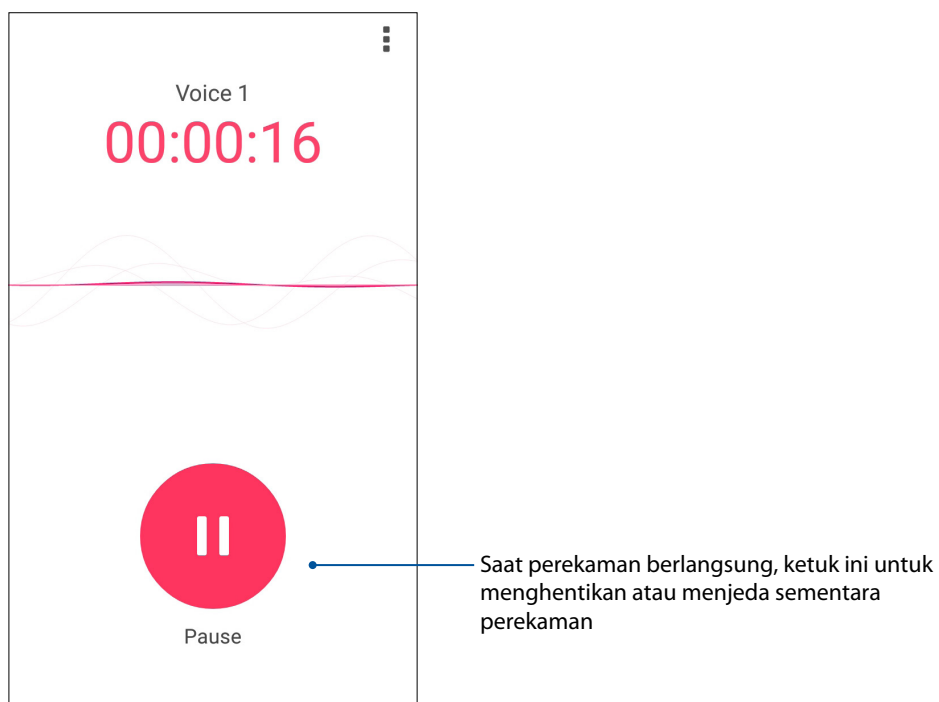 Voice 1
00:00:16
Pause
Saat perekaman berlangsung, ketuk ini untuk
menghentikan atau menjeda sementara
perekaman